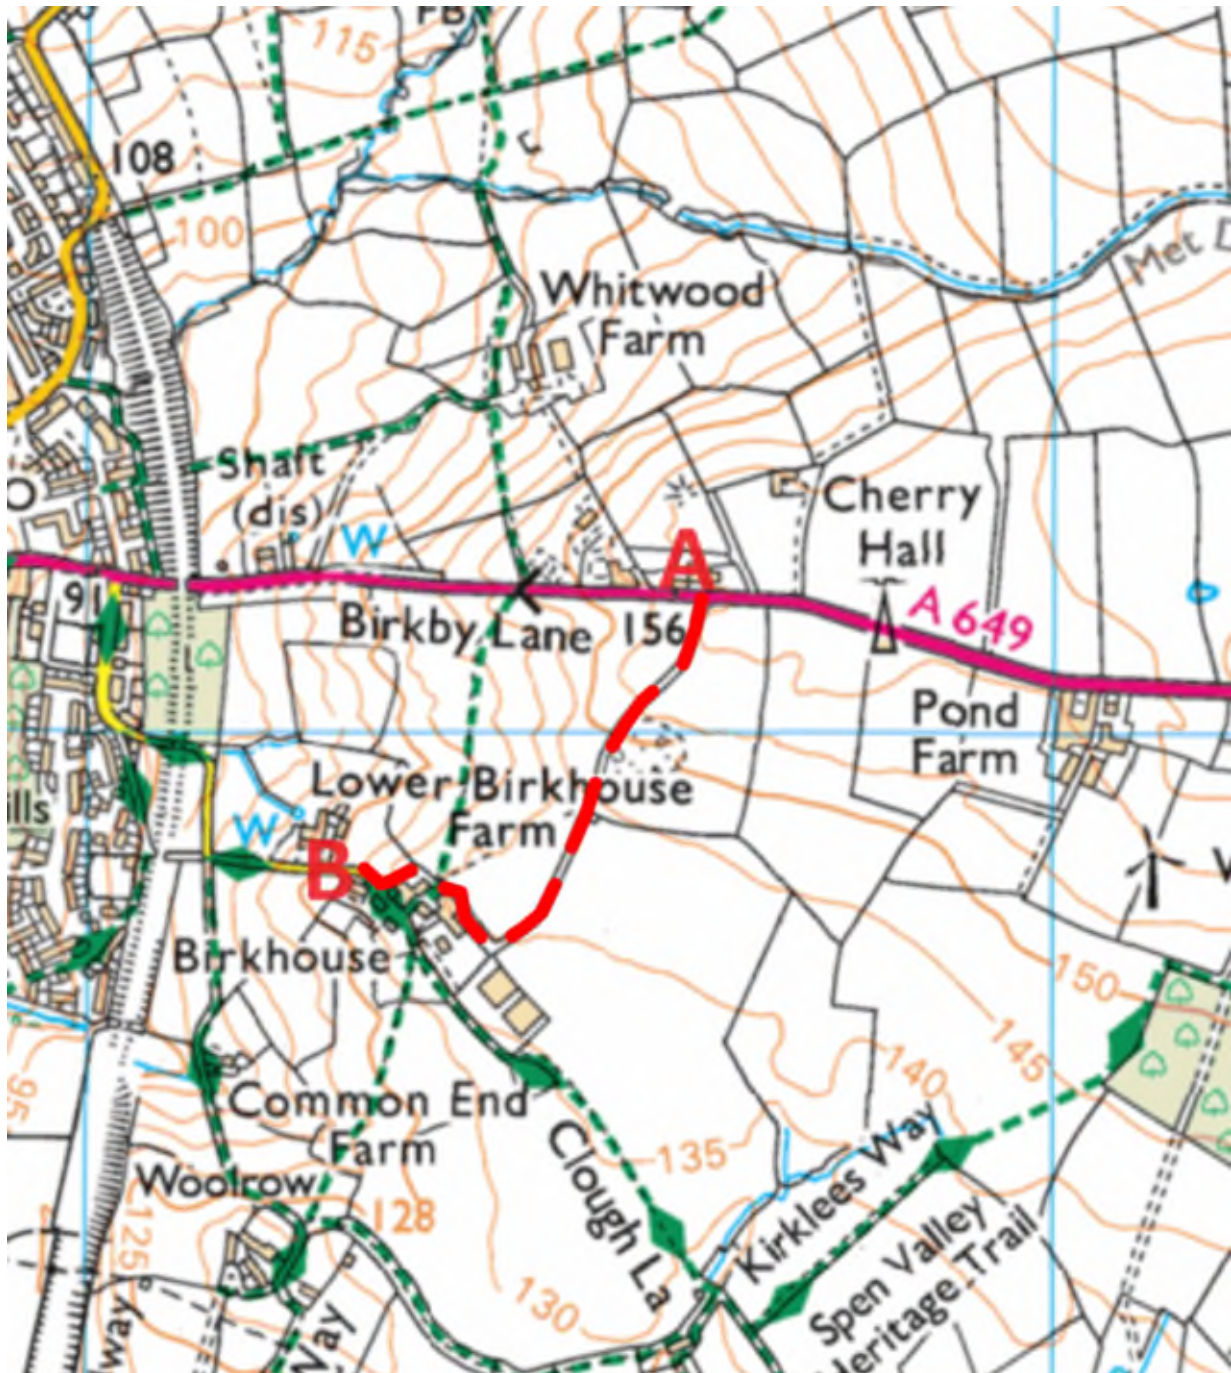 FB
115
108
100
Met D
Whitwood
Farm
Shaft
(dis)
W
O
Cherry
Hall
A
91
Birkby Lane
156
A 649
Pond
Farm
Lower Birkhouse
Farm
ills
W
B
W
Birkhouse
150
145
140
95
Common End
Farm
135
Clough La
Kirklees Way
Woolrow
128
125
Spen Valley
Heritage Trail
130
way
Way